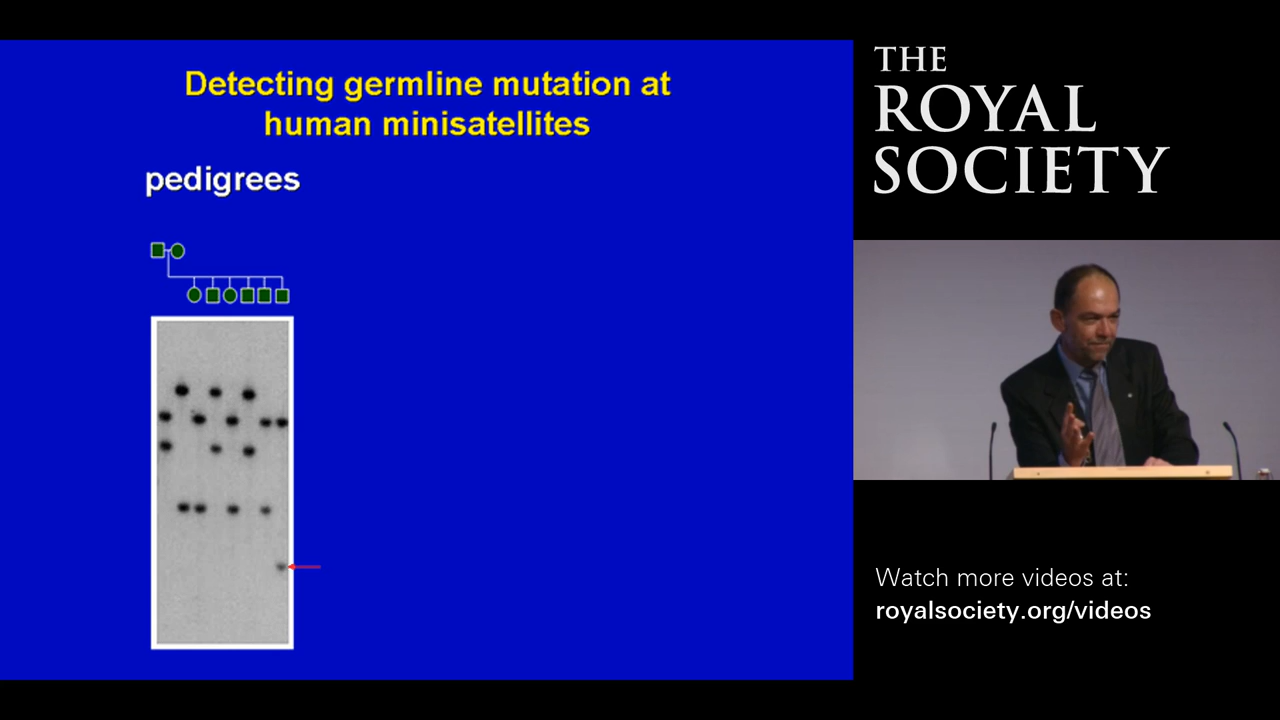 Detecting germline mutation at
human minisatellites
pedigrees
THE
ROYAL
SOCIETY
Watch more videos at:
royalsociety.org/videos